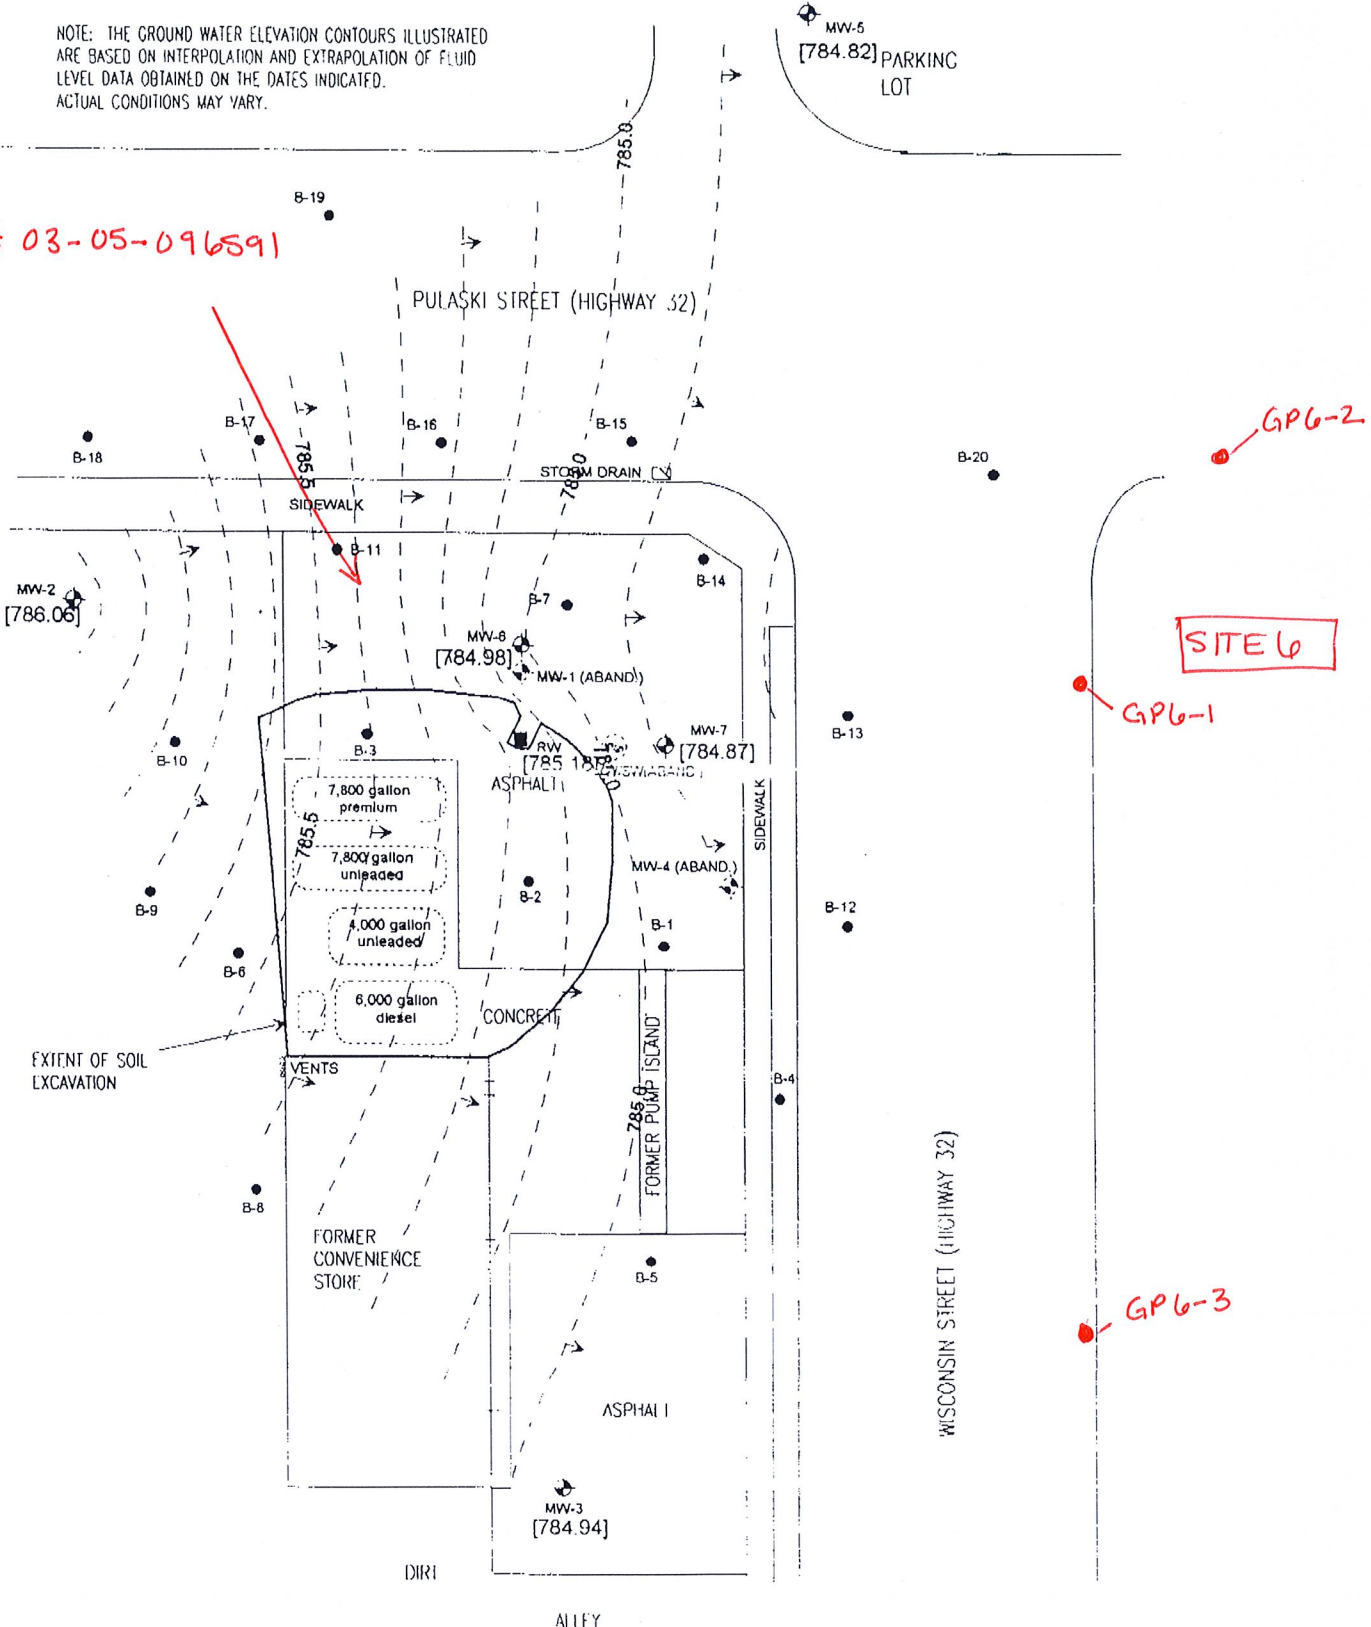 NOTE: THE GROUND WATER ELEVATION CONTOURS ILLUSTRATED
ARE BASED ON INTERPOLATION AND EXTRAPOLATION OF FLUID
LEVEL DATA OBTAINED ON THE DATES INDICATED.
ACTUAL CONDITIONS MAY VARY.
MW-5
[784.82]
PARKING
LOT
785.0
B-19
03-05-096591
PULASKI STREET (HIGHWAY 32)
B-18
B-17
B-16
B-15
B-20
GP6-2
785.5
785.0
STORM DRAIN
SIDEWALK
B-11
B-14
MW-2
[786.06]
B-7
MW-6
[784.98]
MW-1 (ABAND.)
SITE 6
GP6-1
B-10
B-3
RW
MW-7
[784.87]
B-13
ASPHALT
7,800 gallon
premium
785.5
7,800 gallon
unleaded
SIDEWALK
MW-4 (ABAND.)
B-9
B-2
B-12
4,000 gallon
unleaded
B-1
B-6
6,000 gallon
diesel
CONCRETE
EXTENT OF SOIL
EXCAVATION
VENTS
FORMER PUMP ISLAND
785.0
B-4
B-8
FORMER
CONVENIENCE
STORE
B-5
WISCONSIN STREET (HIGHWAY 32)
GP6-3
ASPHALT
MW-3
[784.94]
DIRT
ALLEY